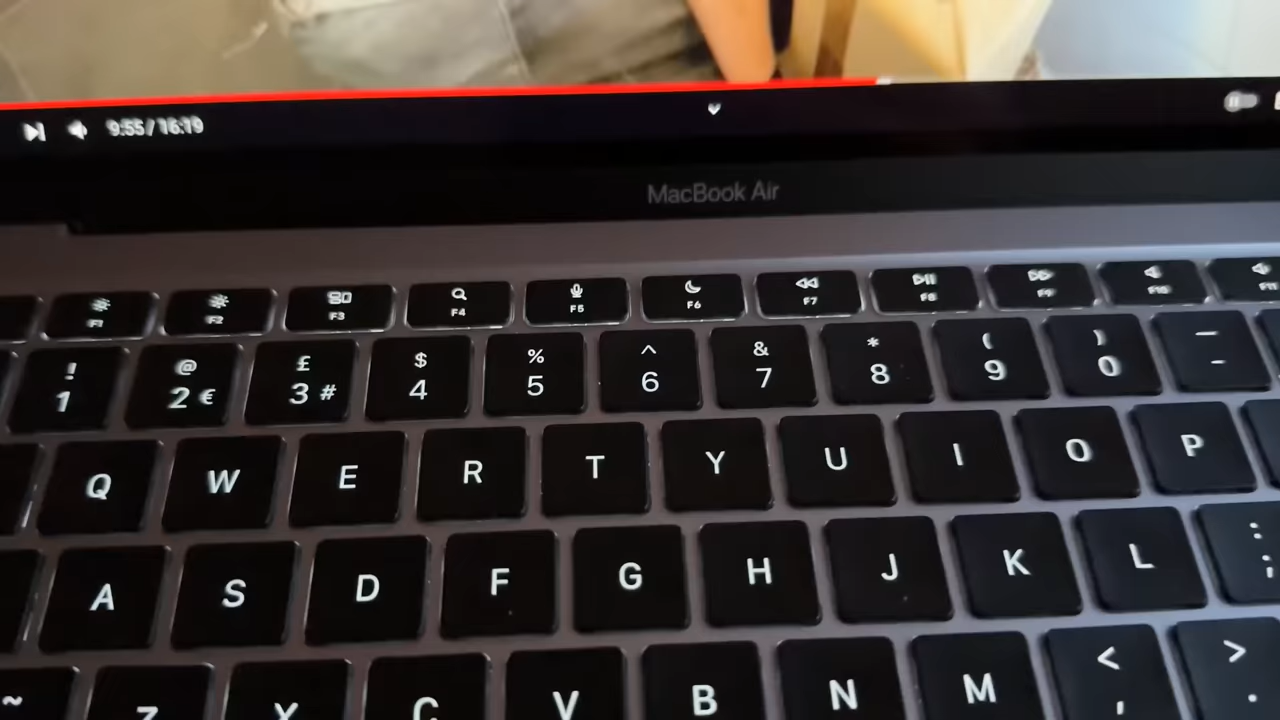 9:55 / 16:19
MacBook Air
F1 F2 F3 F4 F5 F6 F7 F8 F9 F10 F11
! @ £ $ % ^ & * ( ) —
1 2 € 3 # 4 5 6 7 8 9 0 -
Q W E R T Y U I O P
A S D F G H J K L : ;
~ Z X C V B N M < , > .